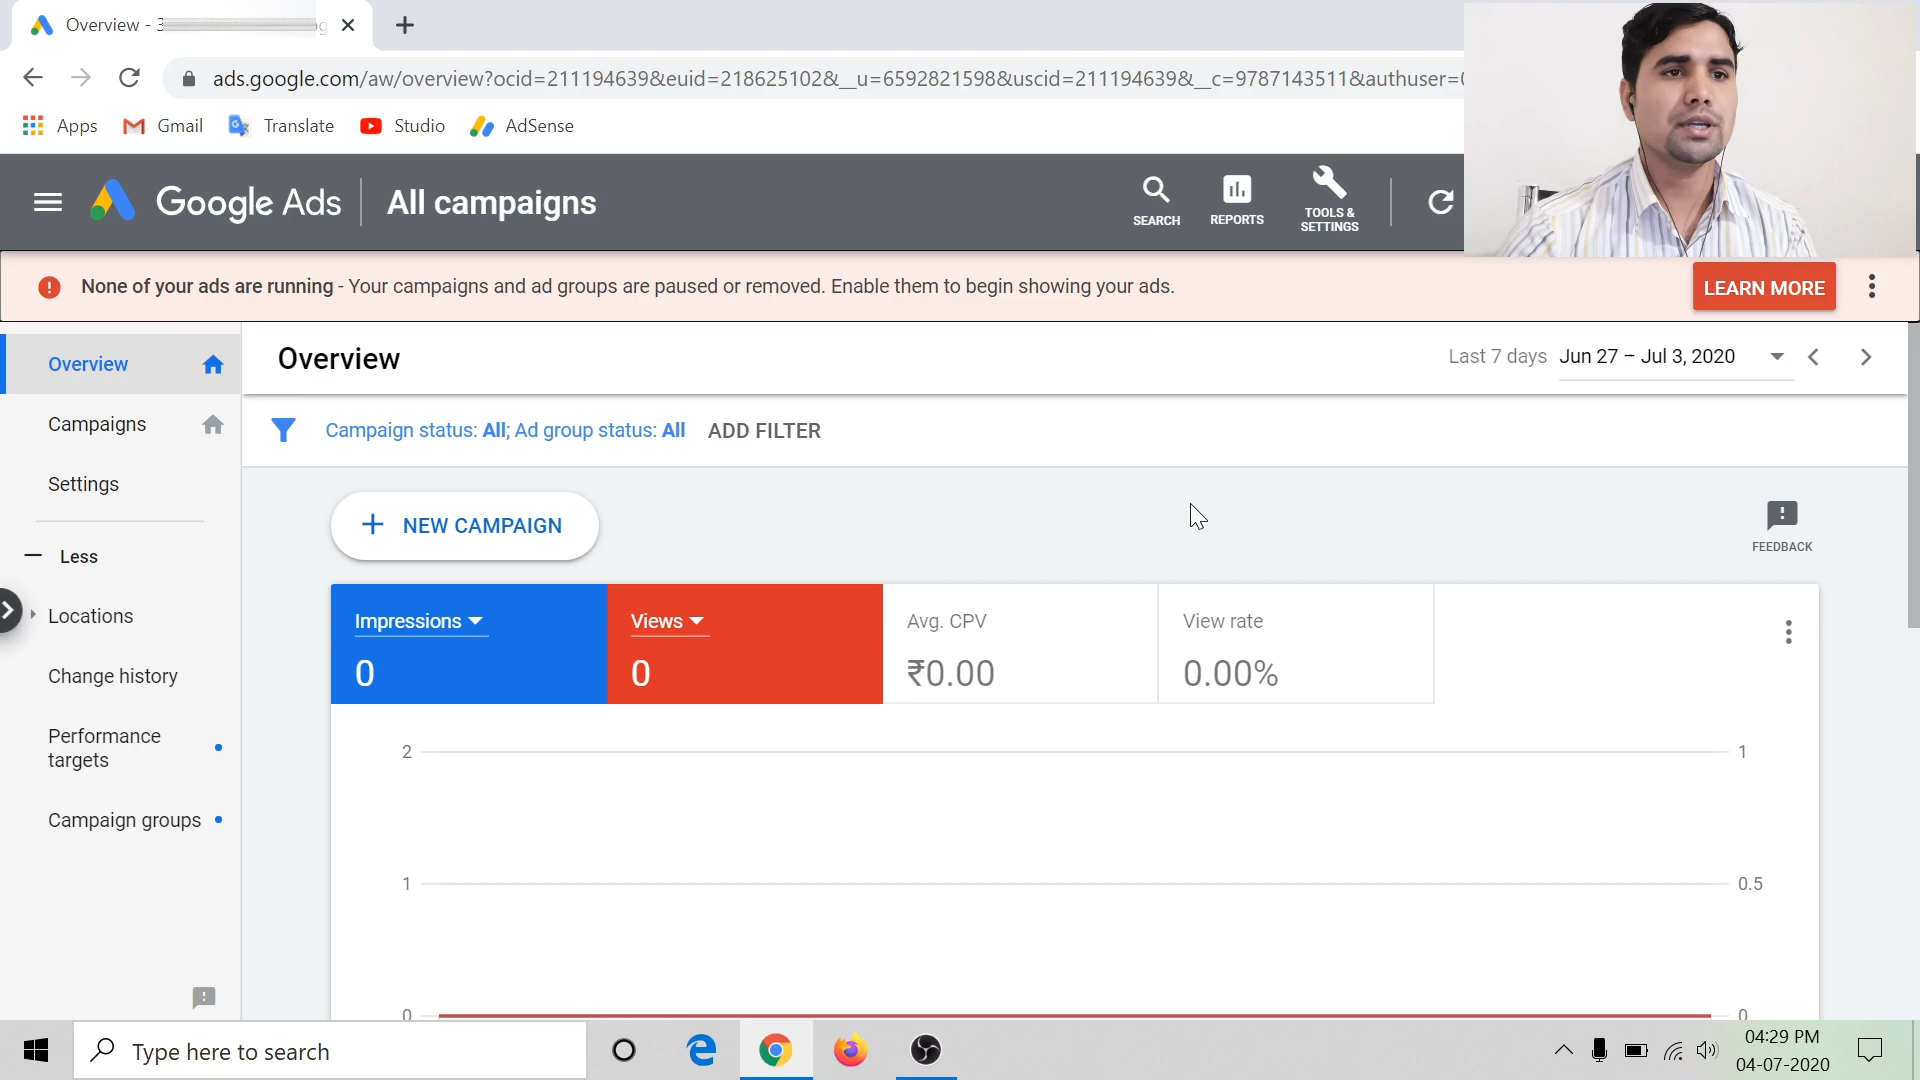 Overview - 3
ads.google.com/aw/overview?ocid=211194639&euid=218625102&__u=6592821598&uscid=211194639&__c=9787143511&authuser=0
Apps Gmail Translate Studio AdSense
Google Ads All campaigns
SEARCH REPORTS TOOLS &
SETTINGS
None of your ads are running - Your campaigns and ad groups are paused or removed. Enable them to begin showing your ads. LEARN MORE
Overview
Campaigns
Settings
Less
Locations
Change history
Performance
targets
Campaign groups
Overview Last 7 days Jun 27 – Jul 3, 2020
Campaign status: All; Ad group status: All ADD FILTER
+ NEW CAMPAIGN
FEEDBACK
Impressions Views Avg. CPV View rate
0 0 ₹0.00 0.00%
2 1
1 0.5
0 0
Type here to search
04:29 PM
04-07-2020